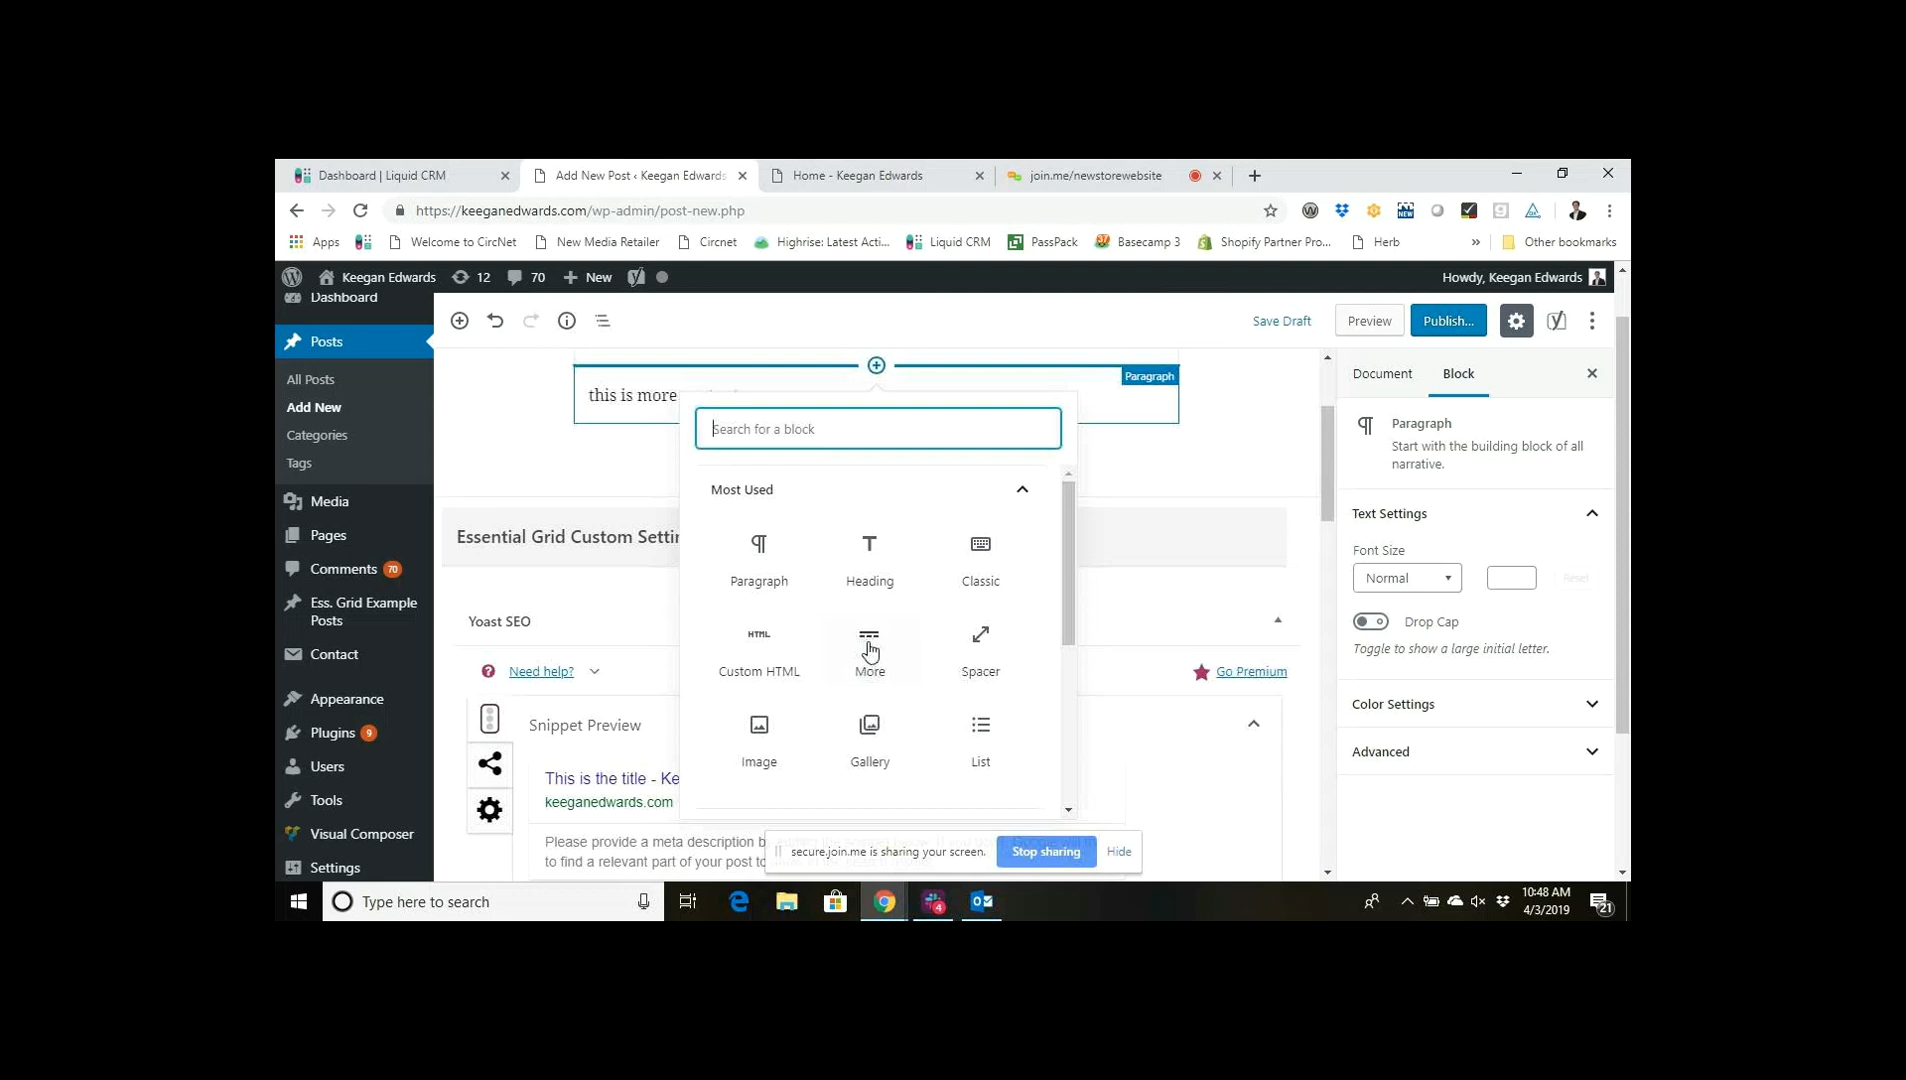 Dashboard | Liquid CRM
Add New Post ‹ Keegan Edwards
Home - Keegan Edwards
join.me/newstorewebsite
https://keeganedwards.com/wp-admin/post-new.php
Apps
Welcome to CircNet
New Media Retailer
Circnet
Highrise: Latest Acti...
Liquid CRM
PassPack
Basecamp 3
Shopify Partner Pro...
Herb
»
Other bookmarks
Keegan Edwards
12
70
New
Howdy, Keegan Edwards
Dashboard
Posts
All Posts
Add New
Categories
Tags
Media
Pages
Comments 70
Ess. Grid Example
Posts
Contact
Appearance
Plugins 9
Users
Tools
Visual Composer
Settings
Save Draft
Preview
Publish...
Paragraph
this is more
Search for a block
Most Used
Paragraph
Heading
Classic
HTML
Custom HTML
More
Spacer
Image
Gallery
List
Essential Grid Custom Settin
Yoast SEO
Need help?
Go Premium
Snippet Preview
This is the title - Ke
keeganedwards.com
Please provide a meta description b
to find a relevant part of your post to
secure.join.me is sharing your screen.
Stop sharing
Hide
Document
Block
Paragraph
Start with the building block of all
narrative.
Text Settings
Font Size
Normal
Reset
Drop Cap
Toggle to show a large initial letter.
Color Settings
Advanced
Type here to search
4
10:48 AM
4/3/2019
21